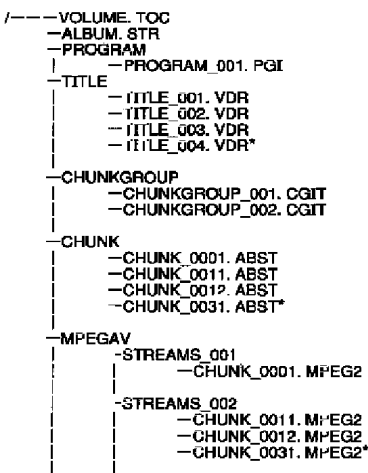 /----VOLUME. TOC
—ALBUM. STR
—PROGRAM
—PROGRAM_001. PGI
—TITLE
—TITLE_001. VDR
—TITLE_002. VDR
—TITLE_003. VDR
—TITLE_004. VDR*
—CHUNKGROUP
—CHUNKGROUP_001. CGIT
—CHUNKGROUP_002. CGIT
—CHUNK
—CHUNK_0001. ABST
—CHUNK_0011. ABST
—CHUNK_0012. ABST
—CHUNK_0031. ABST*
—MPEGAV
-STREAMS_001
—CHUNK_0001. MPEG2
-STREAMS_002
—CHUNK_0011. MPEG2
—CHUNK_0012. MPEG2
—CHUNK_0031. MPEG2*